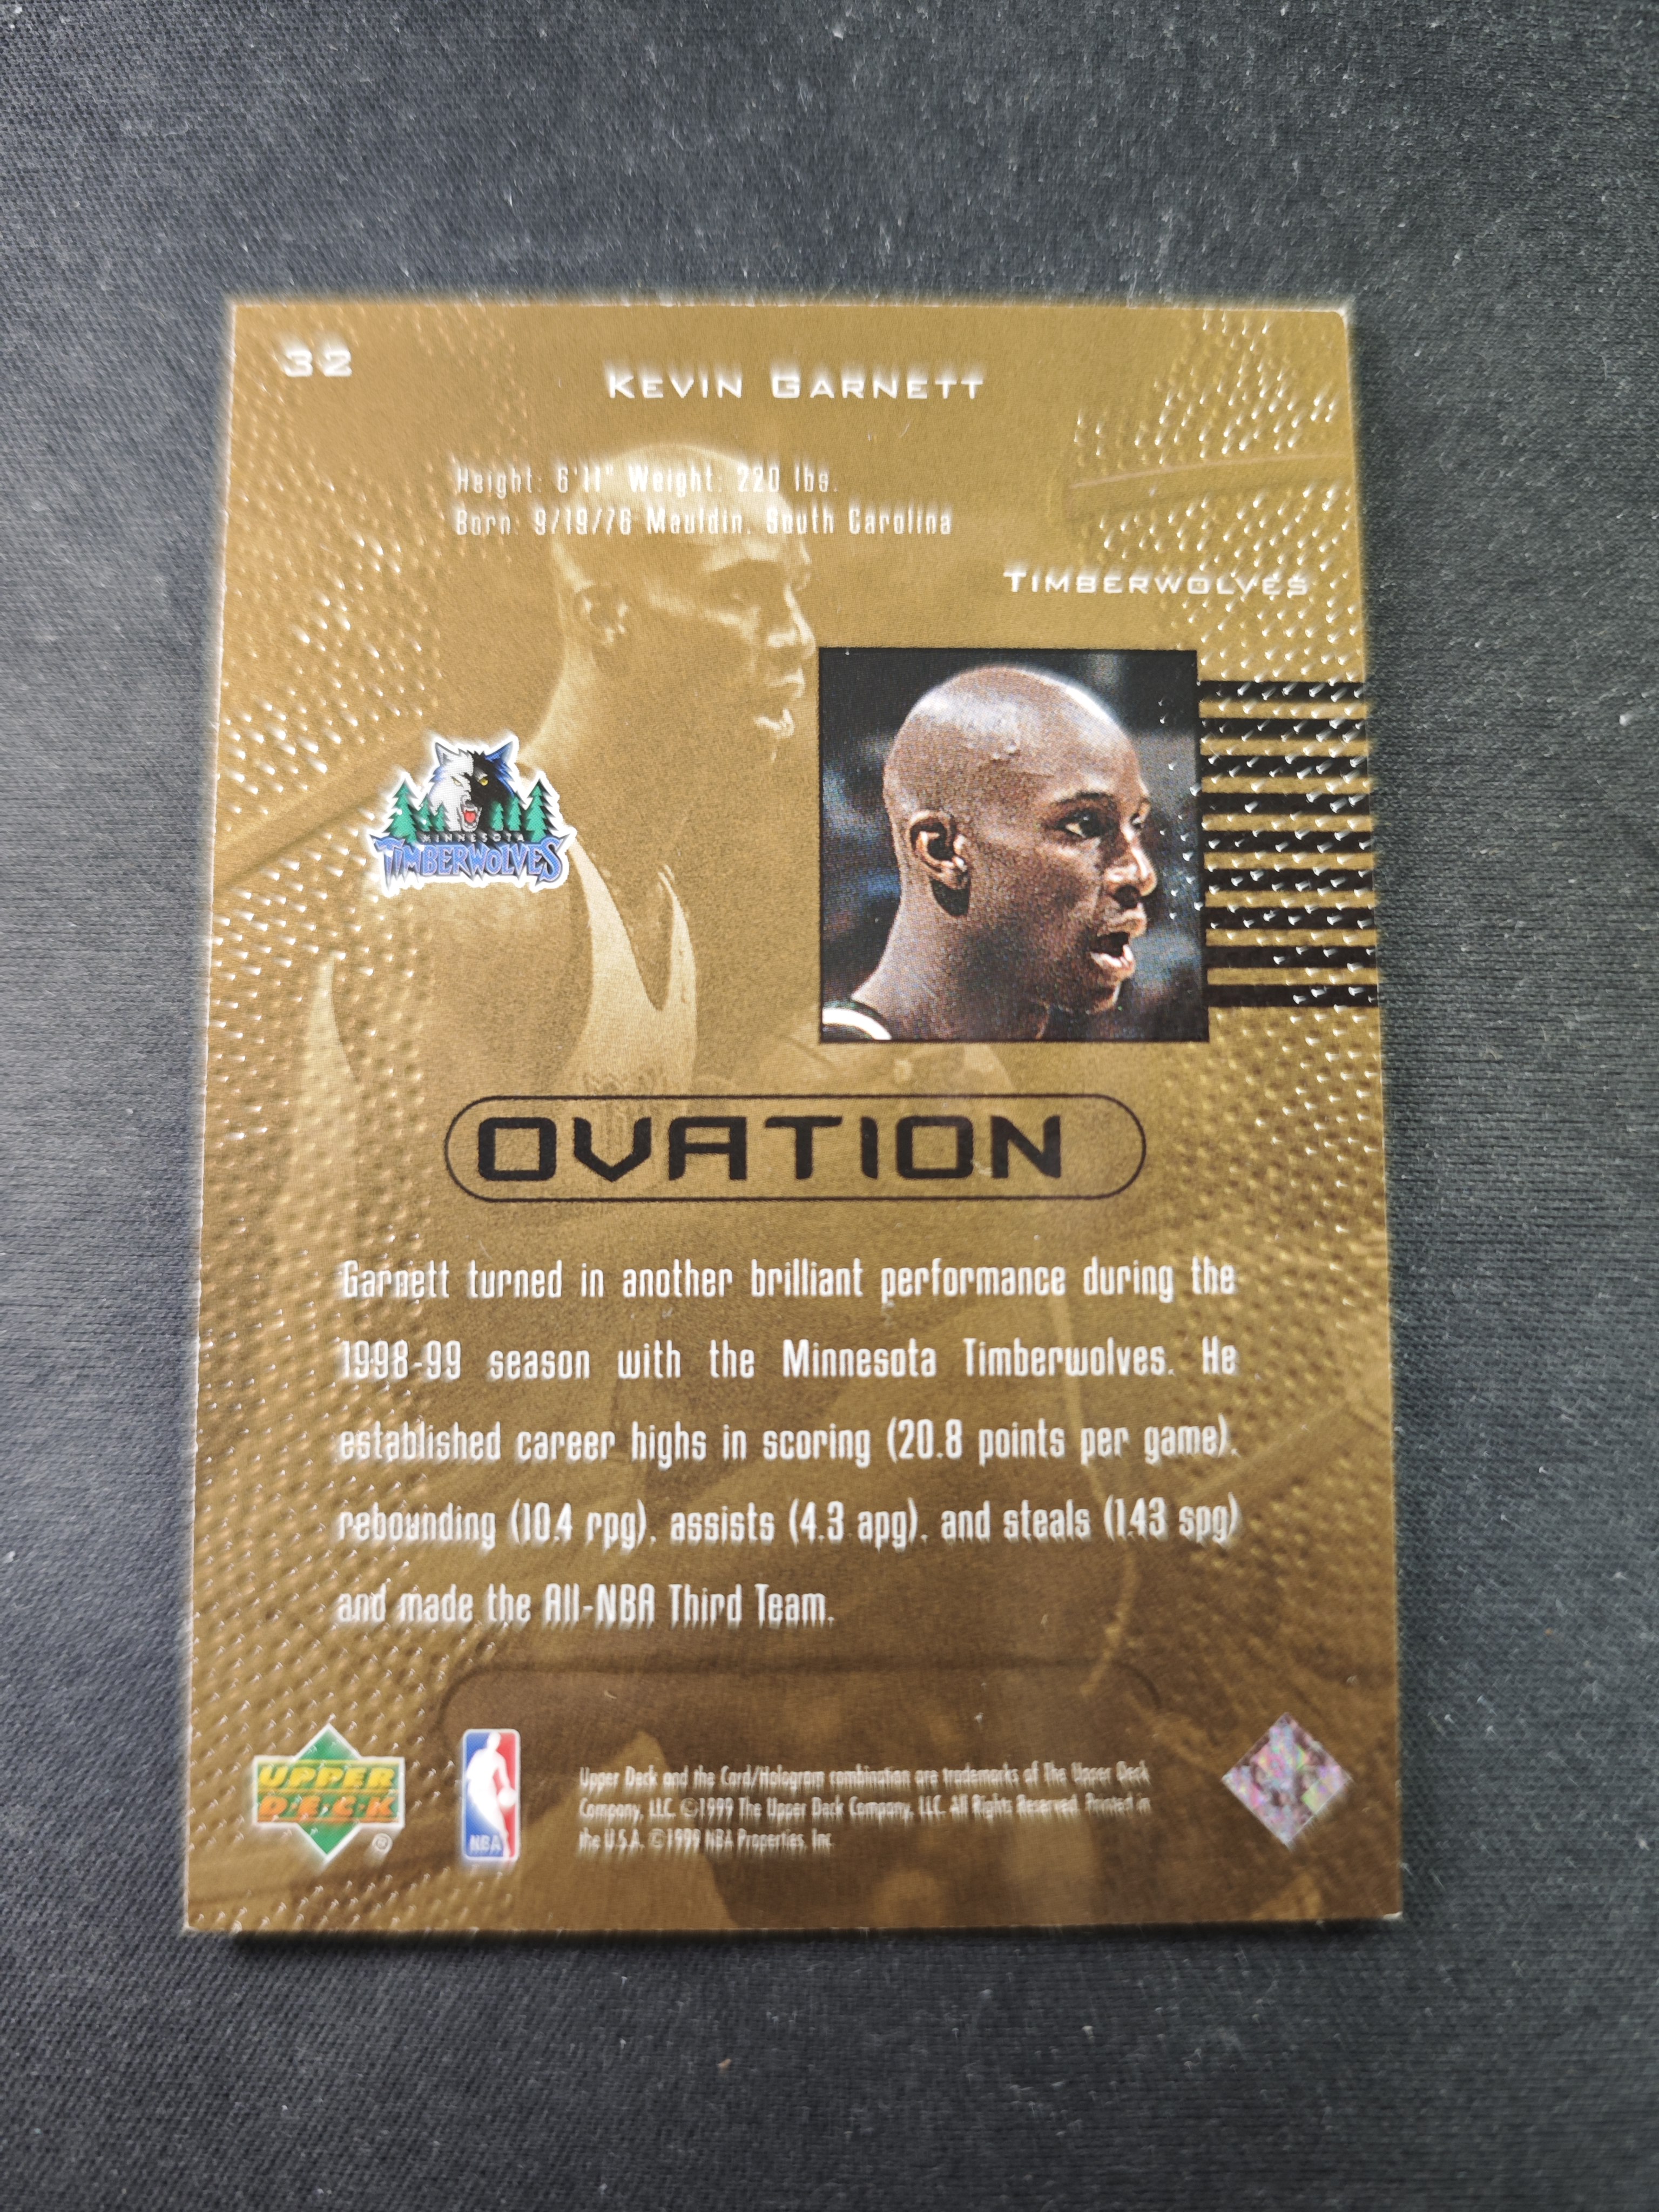 32
KEVIN GARNETT
Height: 6'11" Weight: 220 lbs.
Born: 9/19/76 Mauldin, South Carolina
TIMBERWOLVES
MINNESOTA
TIMBERWOLVES
OVATION
Garnett turned in another brilliant performance during the
1998-99 season with the Minnesota Timberwolves. He
established career highs in scoring (20.8 points per game),
rebounding (10.4 rpg), assists (4.3 apg), and steals (1.43 spg)
and made the All-NBA Third Team.
UPPER
DECK
®
NBA
Upper Deck and the Card/Hologram combination are trademarks of The Upper Deck
Company, LLC. ©1999 The Upper Deck Company, LLC. All Rights Reserved. Printed in
the U.S.A. ©1999 NBA Properties, Inc.